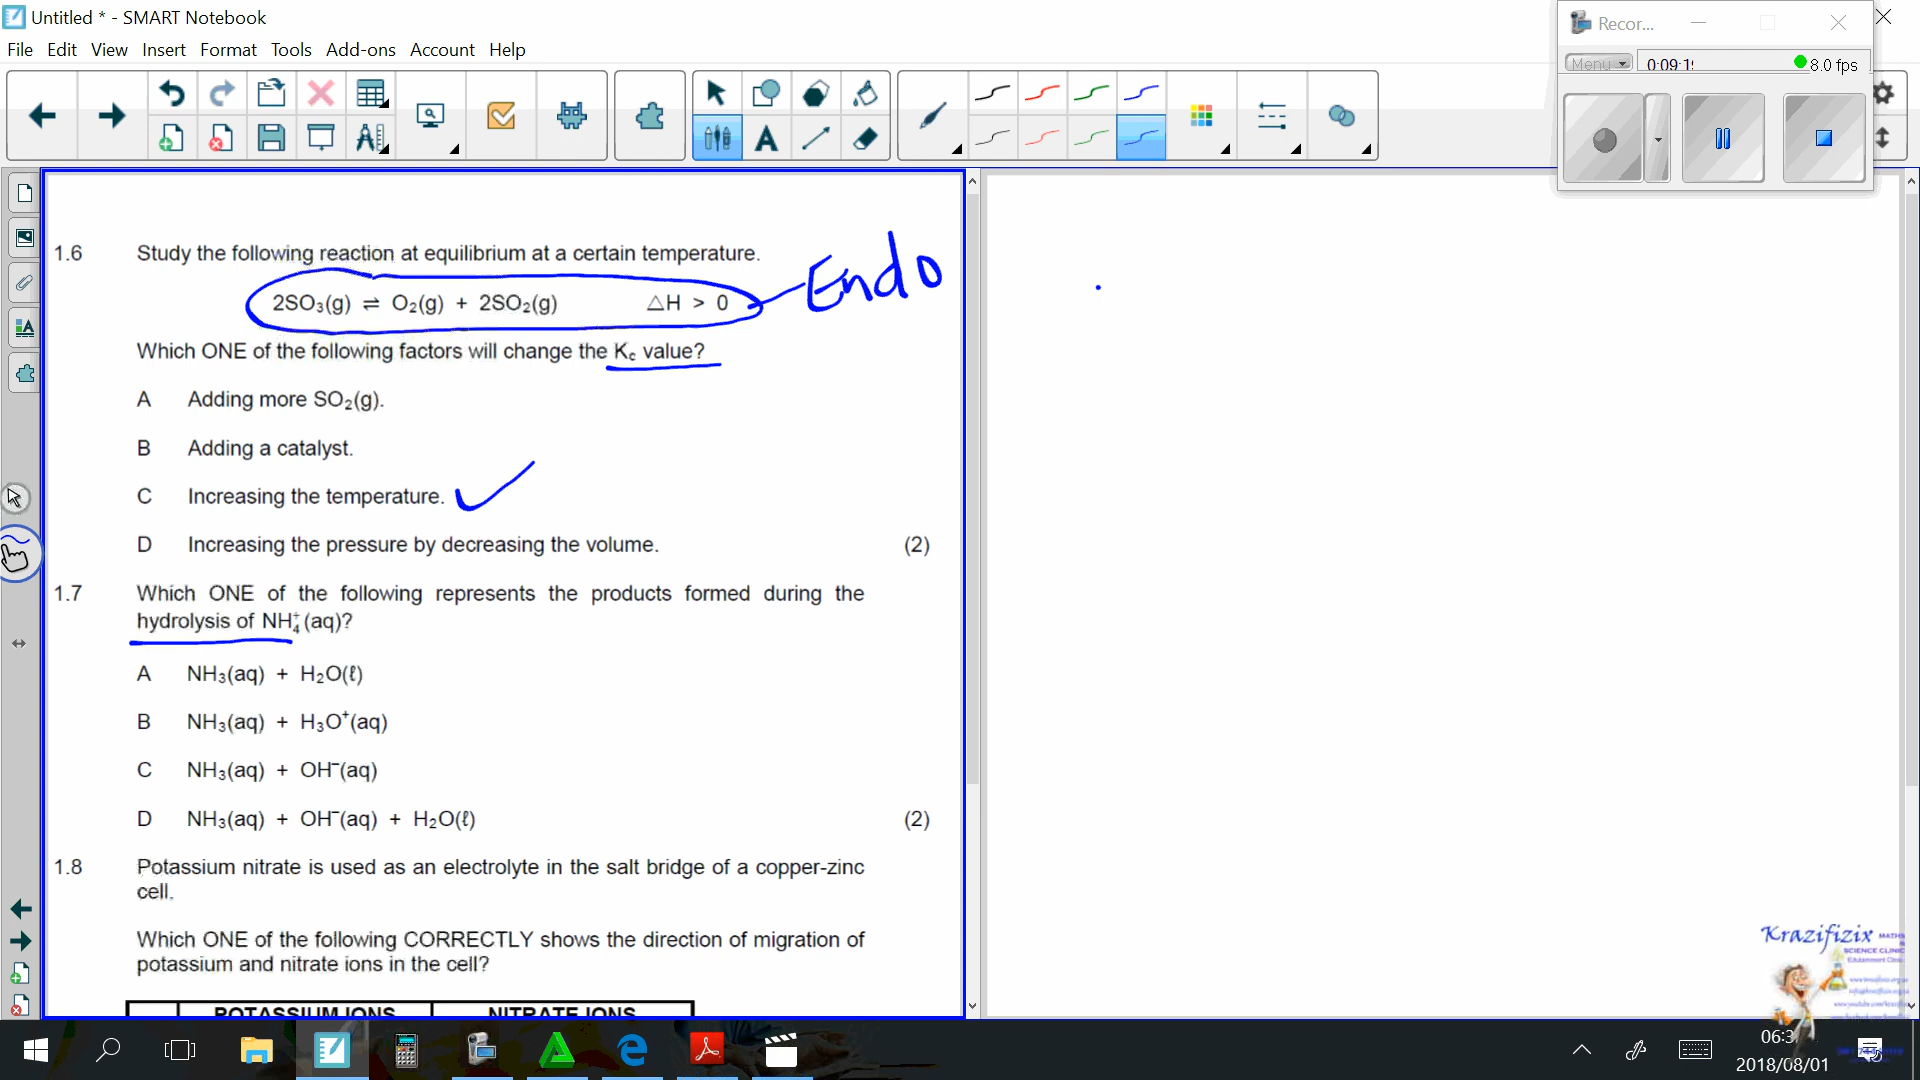 Untitled * - SMART Notebook
File Edit View Insert Format Tools Add-ons Account Help
Recor...
Menu 0:09:1 8.0 fps
1.6 Study the following reaction at equilibrium at a certain temperature.
2SO₃(g) ⇌ O₂(g) + 2SO₂(g) △H > 0
Endo
Which ONE of the following factors will change the Kc value?
A Adding more SO₂(g).
B Adding a catalyst.
C Increasing the temperature.
D Increasing the pressure by decreasing the volume. (2)
1.7 Which ONE of the following represents the products formed during the
hydrolysis of NH₄⁺(aq)?
A NH₃(aq) + H₂O(ℓ)
B NH₃(aq) + H₃O⁺(aq)
C NH₃(aq) + OH⁻(aq)
D NH₃(aq) + OH⁻(aq) + H₂O(ℓ) (2)
1.8 Potassium nitrate is used as an electrolyte in the salt bridge of a copper-zinc
cell.
Which ONE of the following CORRECTLY shows the direction of migration of
potassium and nitrate ions in the cell?
POTASSIUM IONS NITRATE IONS
Krazifizix MATHS
SCIENCE CLINIC
06:3
2018/08/01